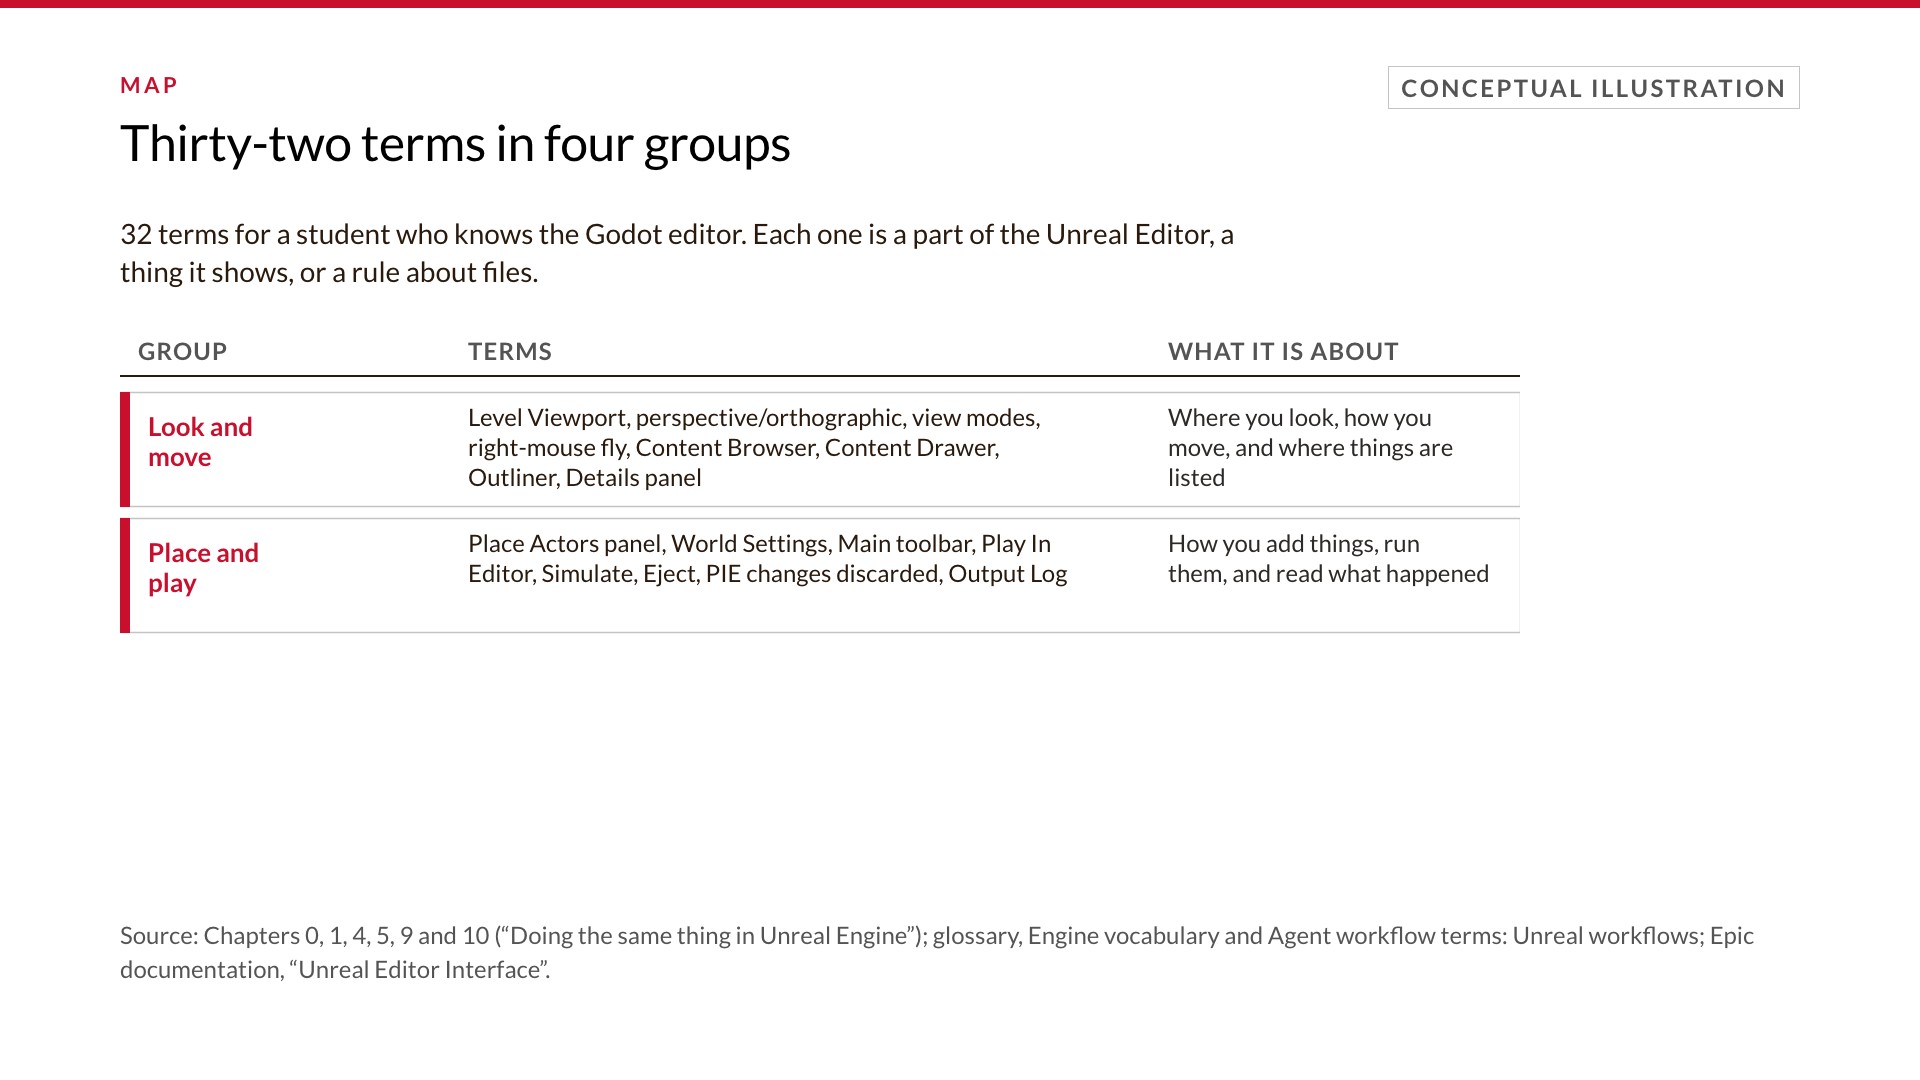 MAP
CONCEPTUAL ILLUSTRATION
Thirty-two terms in four groups
32 terms for a student who knows the Godot editor. Each one is a part of the Unreal Editor, a
thing it shows, or a rule about files.
GROUP
TERMS
WHAT IT IS ABOUT
Look and
move
Level Viewport, perspective/orthographic, view modes,
right-mouse fly, Content Browser, Content Drawer,
Outliner, Details panel
Where you look, how you
move, and where things are
listed
Place and
play
Place Actors panel, World Settings, Main toolbar, Play In
Editor, Simulate, Eject, PIE changes discarded, Output Log
How you add things, run
them, and read what happened
Source: Chapters 0, 1, 4, 5, 9 and 10 (“Doing the same thing in Unreal Engine”); glossary, Engine vocabulary and Agent workflow terms: Unreal workflows; Epic
documentation, “Unreal Editor Interface”.